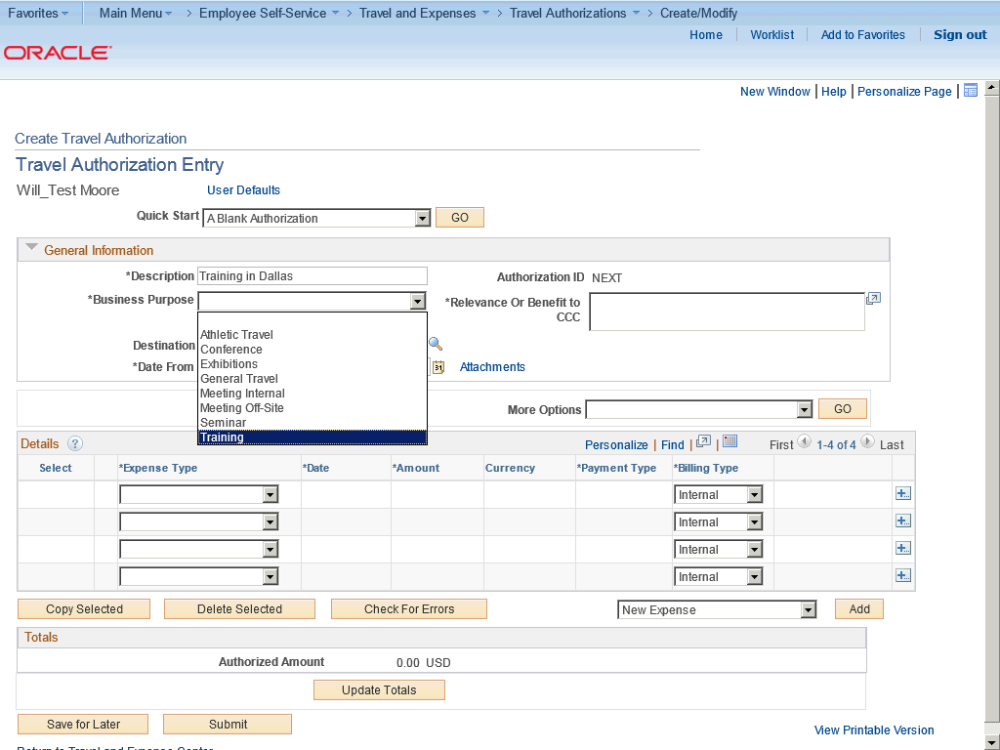 Favorites Main Menu > Employee Self-Service > Travel and Expenses > Travel Authorizations > Create/Modify
Home Worklist Add to Favorites Sign out
ORACLE
New Window | Help | Personalize Page |
Create Travel Authorization
Travel Authorization Entry
Will_Test Moore User Defaults
Quick Start A Blank Authorization GO
General Information
*Description Training in Dallas Authorization ID NEXT
*Business Purpose *Relevance Or Benefit to
CCC
Athletic Travel
Destination Conference
Exhibitions
*Date From Attachments
General Travel
Meeting Internal
Meeting Off-Site More Options GO
Seminar
Training
Details ? Personalize | Find | | First 1-4 of 4 Last
Select *Expense Type *Date *Amount Currency *Payment Type *Billing Type
Internal
Internal
Internal
Internal
Copy Selected Delete Selected Check For Errors New Expense Add
Totals
Authorized Amount 0.00 USD
Update Totals
Save for Later Submit
View Printable Version
Return to Travel and Expense Center